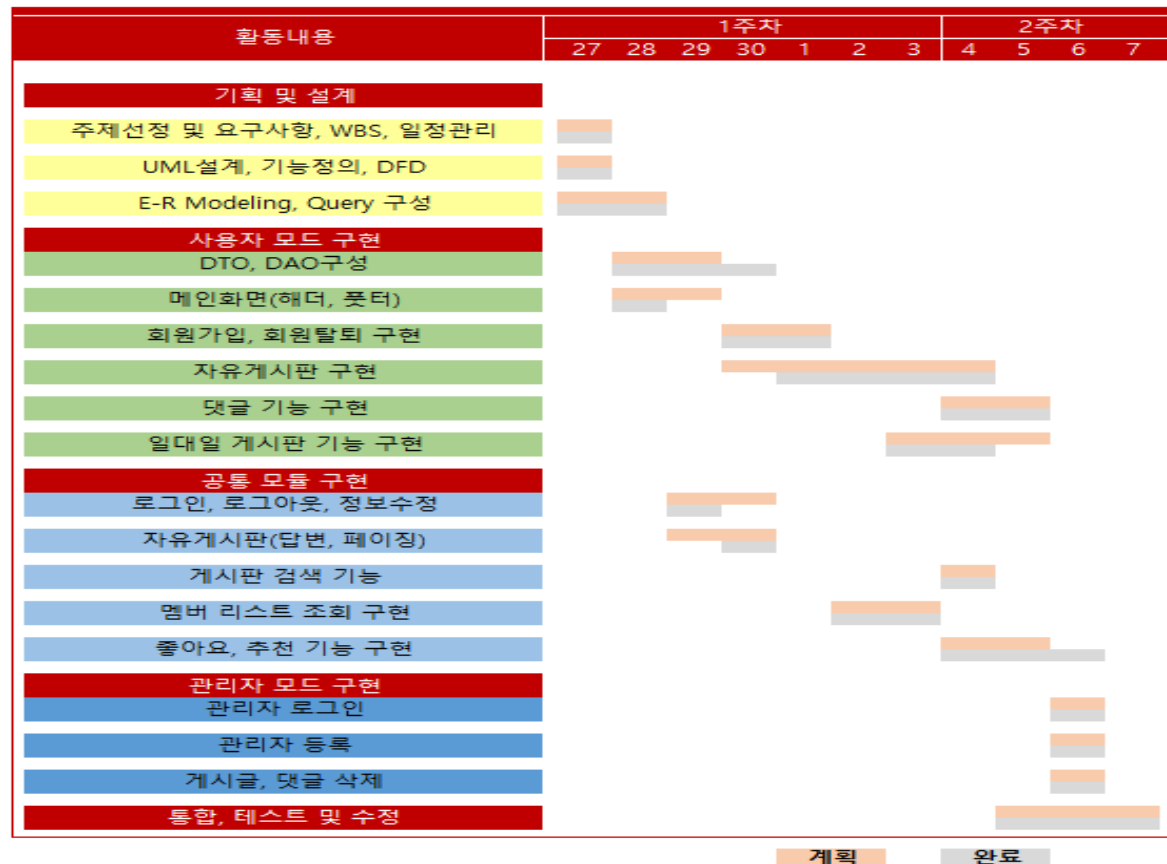 활동내용
1주차 2주차
27 28 29 30 1 2 3 4 5 6 7
기획 및 설계
주제선정 및 요구사항, WBS, 일정관리
UML설계, 기능정의, DFD
E-R Modeling, Query 구성
사용자 모드 구현
DTO, DAO구성
메인화면(해더, 풋터)
회원가입, 회원탈퇴 구현
자유게시판 구현
댓글 기능 구현
일대일 게시판 기능 구현
공통 모듈 구현
로그인, 로그아웃, 정보수정
자유게시판(답변, 페이징)
게시판 검색 기능
멤버 리스트 조회 구현
좋아요, 추천 기능 구현
관리자 모드 구현
관리자 로그인
관리자 등록
게시글, 댓글 삭제
통합, 테스트 및 수정
계획 완료